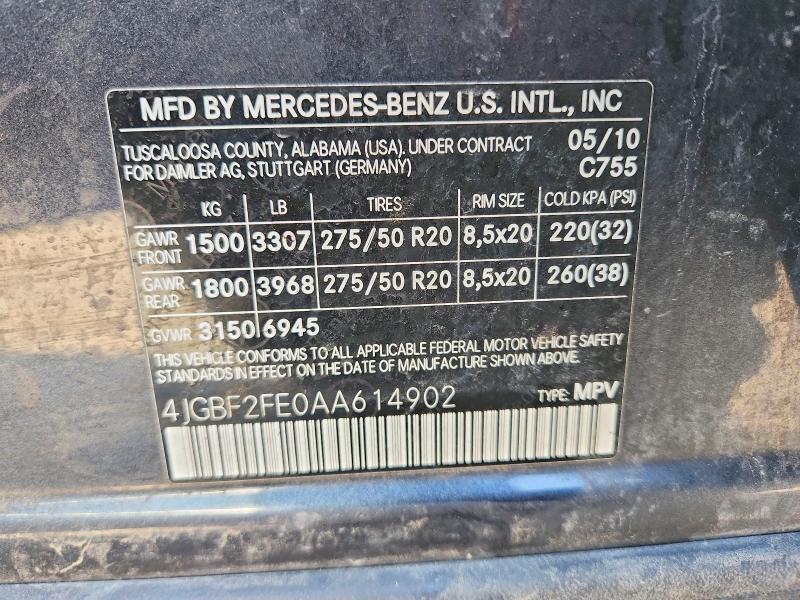 MFD BY MERCEDES-BENZ U.S. INTL., INC
TUSCALOOSA COUNTY, ALABAMA (USA). UNDER CONTRACT 05/10
FOR DAIMLER AG, STUTTGART (GERMANY) C755
KG LB TIRES RIM SIZE COLD KPA (PSI)
GAWR FRONT 1500 3307 275/50 R20 8,5x20 220(32)
GAWR REAR 1800 3968 275/50 R20 8,5x20 260(38)
GVWR 3150 6945
THIS VEHICLE CONFORMS TO ALL APPLICABLE FEDERAL MOTOR VEHICLE SAFETY
STANDARDS IN EFFECT ON THE DATE OF MANUFACTURE SHOWN ABOVE.
4JGBF2FE0AA614902 TYPE: MPV